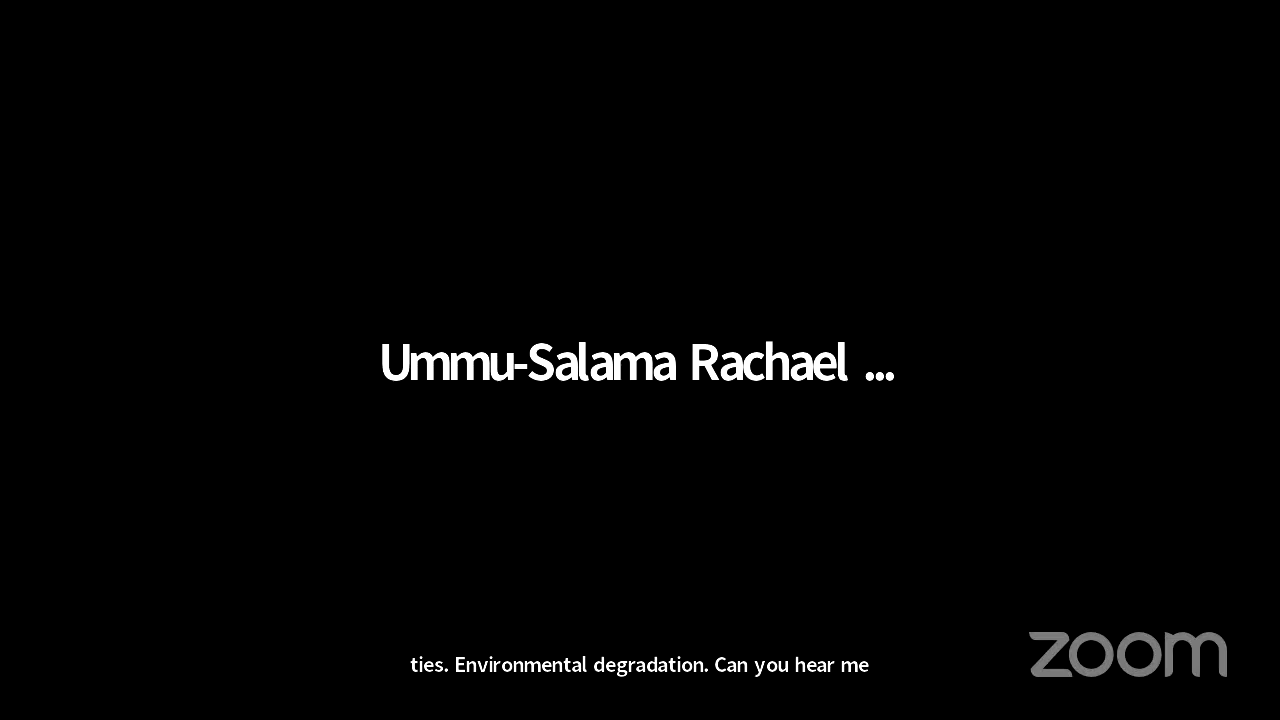 Ummu-Salama Rachael ...
ties. Environmental degradation. Can you hear me
zoom